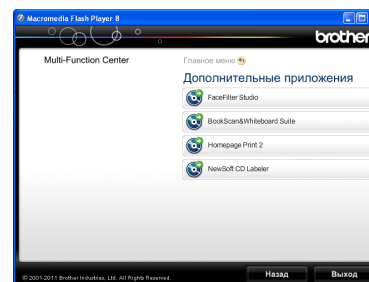 Macromedia Flash Player 8
brother
Multi-Function Center
Главное меню
Дополнительные приложения
FaceFilter Studio
BookScan&Whiteboard Suite
Homepage Print 2
NewSoft CD Labeler
© 2001-2011 Brother Industries, Ltd. All Rights Reserved.
Назад
Выход